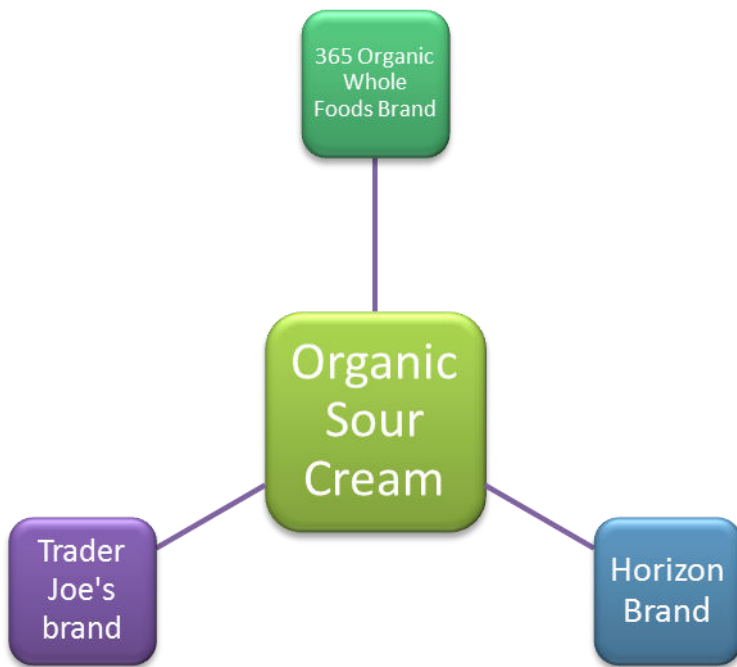 365 Organic
Whole
Foods Brand
Organic
Sour
Cream
Trader
Joe's
brand
Horizon
Brand